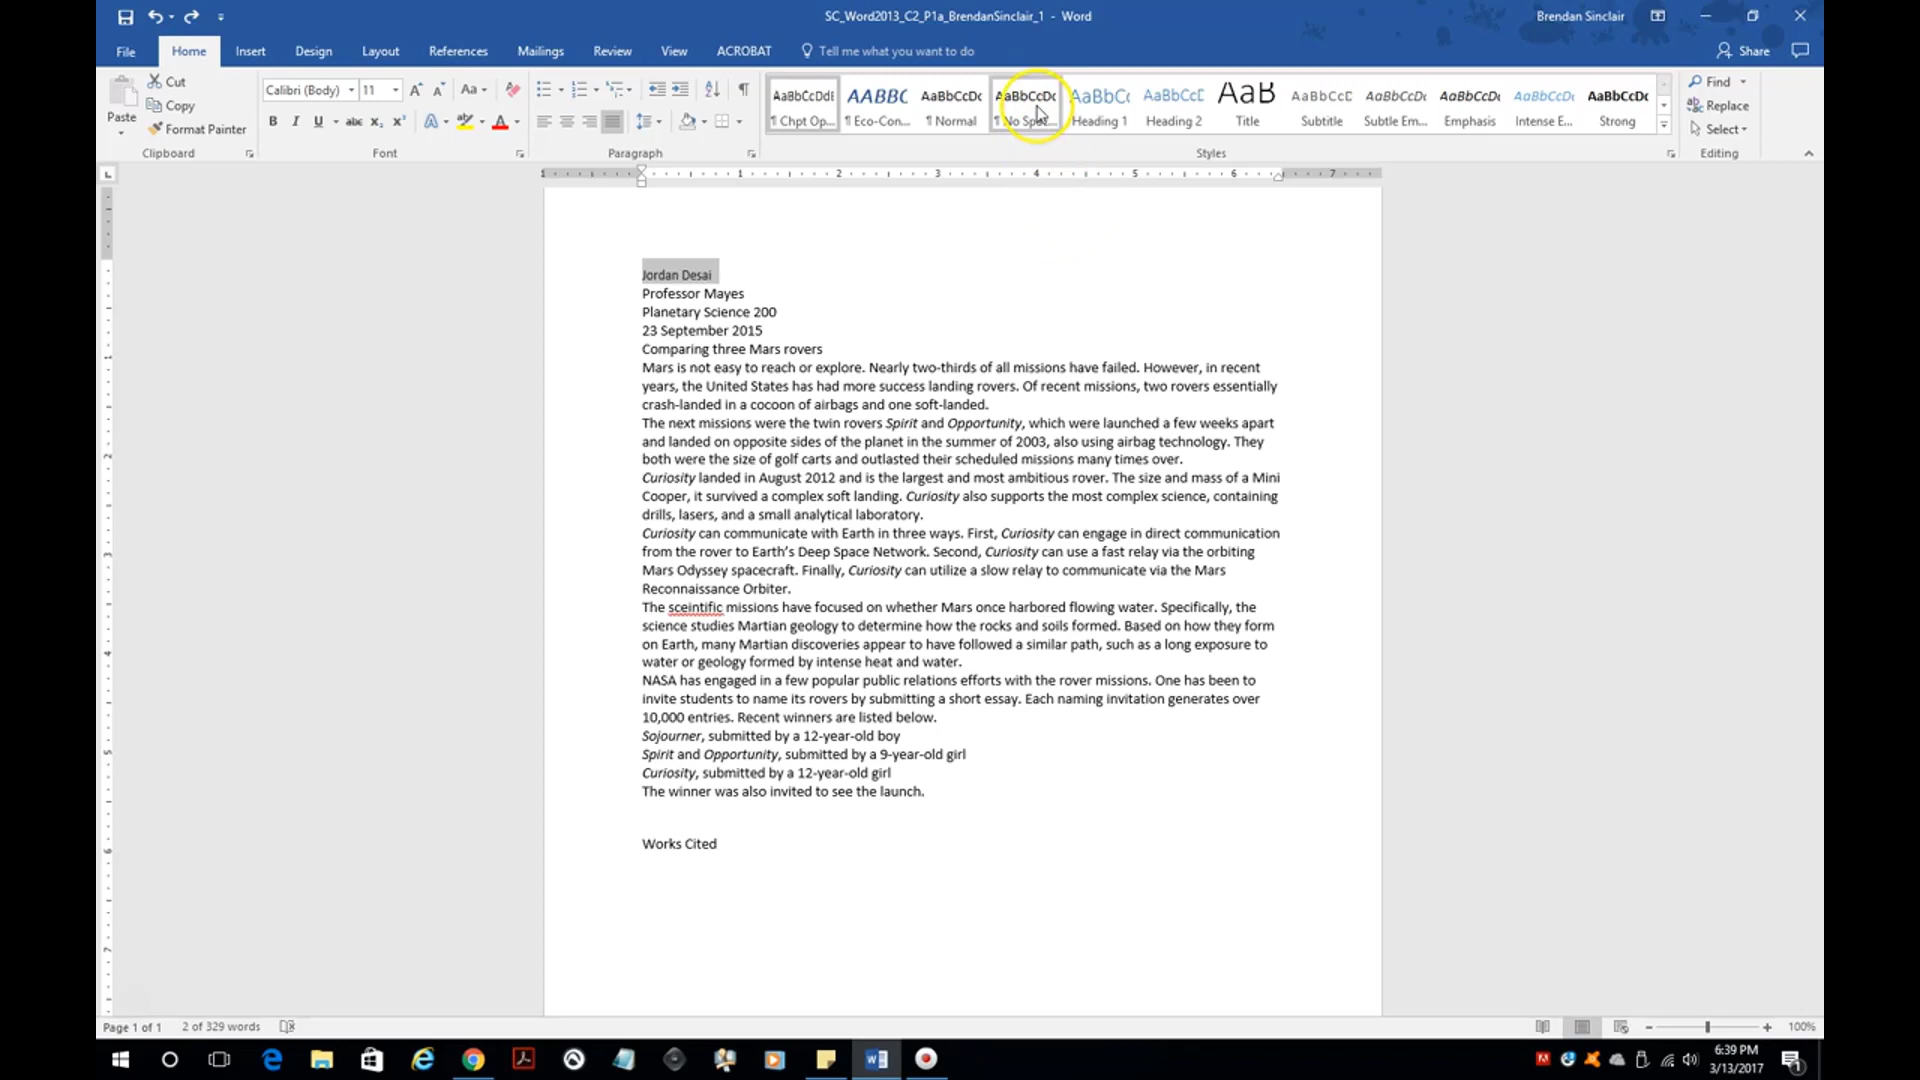 SC_Word2013_C2_P1a_BrendanSinclair_1 - Word
Brendan Sinclair
File Home Insert Design Layout References Mailings Review View ACROBAT Tell me what you want to do Share
Paste
Cut
Copy
Format Painter
Clipboard
Calibri (Body) 11
Font
Paragraph
AaBbCcDdE AABBC AaBbCcDc AaBbCcDc AaBbCc AaBbCcD AaB AaBbCcD AaBbCcDc AaBbCcDc AaBbCcDc AaBbCcDc
¶ Chpt Op... ¶ Eco-Con... ¶ Normal ¶ No Spac... Heading 1 Heading 2 Title Subtitle Subtle Em... Emphasis Intense E... Strong
Styles
Find
Replace
Select
Editing
1 1 2 3 4 5 6 7
Jordan Desai
Professor Mayes
Planetary Science 200
23 September 2015
Comparing three Mars rovers
Mars is not easy to reach or explore. Nearly two-thirds of all missions have failed. However, in recent
years, the United States has had more success landing rovers. Of recent missions, two rovers essentially
crash-landed in a cocoon of airbags and one soft-landed.
The next missions were the twin rovers Spirit and Opportunity, which were launched a few weeks apart
and landed on opposite sides of the planet in the summer of 2003, also using airbag technology. They
both were the size of golf carts and outlasted their scheduled missions many times over.
Curiosity landed in August 2012 and is the largest and most ambitious rover. The size and mass of a Mini
Cooper, it survived a complex soft landing. Curiosity also supports the most complex science, containing
drills, lasers, and a small analytical laboratory.
Curiosity can communicate with Earth in three ways. First, Curiosity can engage in direct communication
from the rover to Earth's Deep Space Network. Second, Curiosity can use a fast relay via the orbiting
Mars Odyssey spacecraft. Finally, Curiosity can utilize a slow relay to communicate via the Mars
Reconnaissance Orbiter.
The sceintific missions have focused on whether Mars once harbored flowing water. Specifically, the
science studies Martian geology to determine how the rocks and soils formed. Based on how they form
on Earth, many Martian discoveries appear to have followed a similar path, such as a long exposure to
water or geology formed by intense heat and water.
NASA has engaged in a few popular public relations efforts with the rover missions. One has been to
invite students to name its rovers by submitting a short essay. Each naming invitation generates over
10,000 entries. Recent winners are listed below.
Sojourner, submitted by a 12-year-old boy
Spirit and Opportunity, submitted by a 9-year-old girl
Curiosity, submitted by a 12-year-old girl
The winner was also invited to see the launch.
Works Cited
Page 1 of 1 2 of 329 words 100%
6:39 PM
3/13/2017